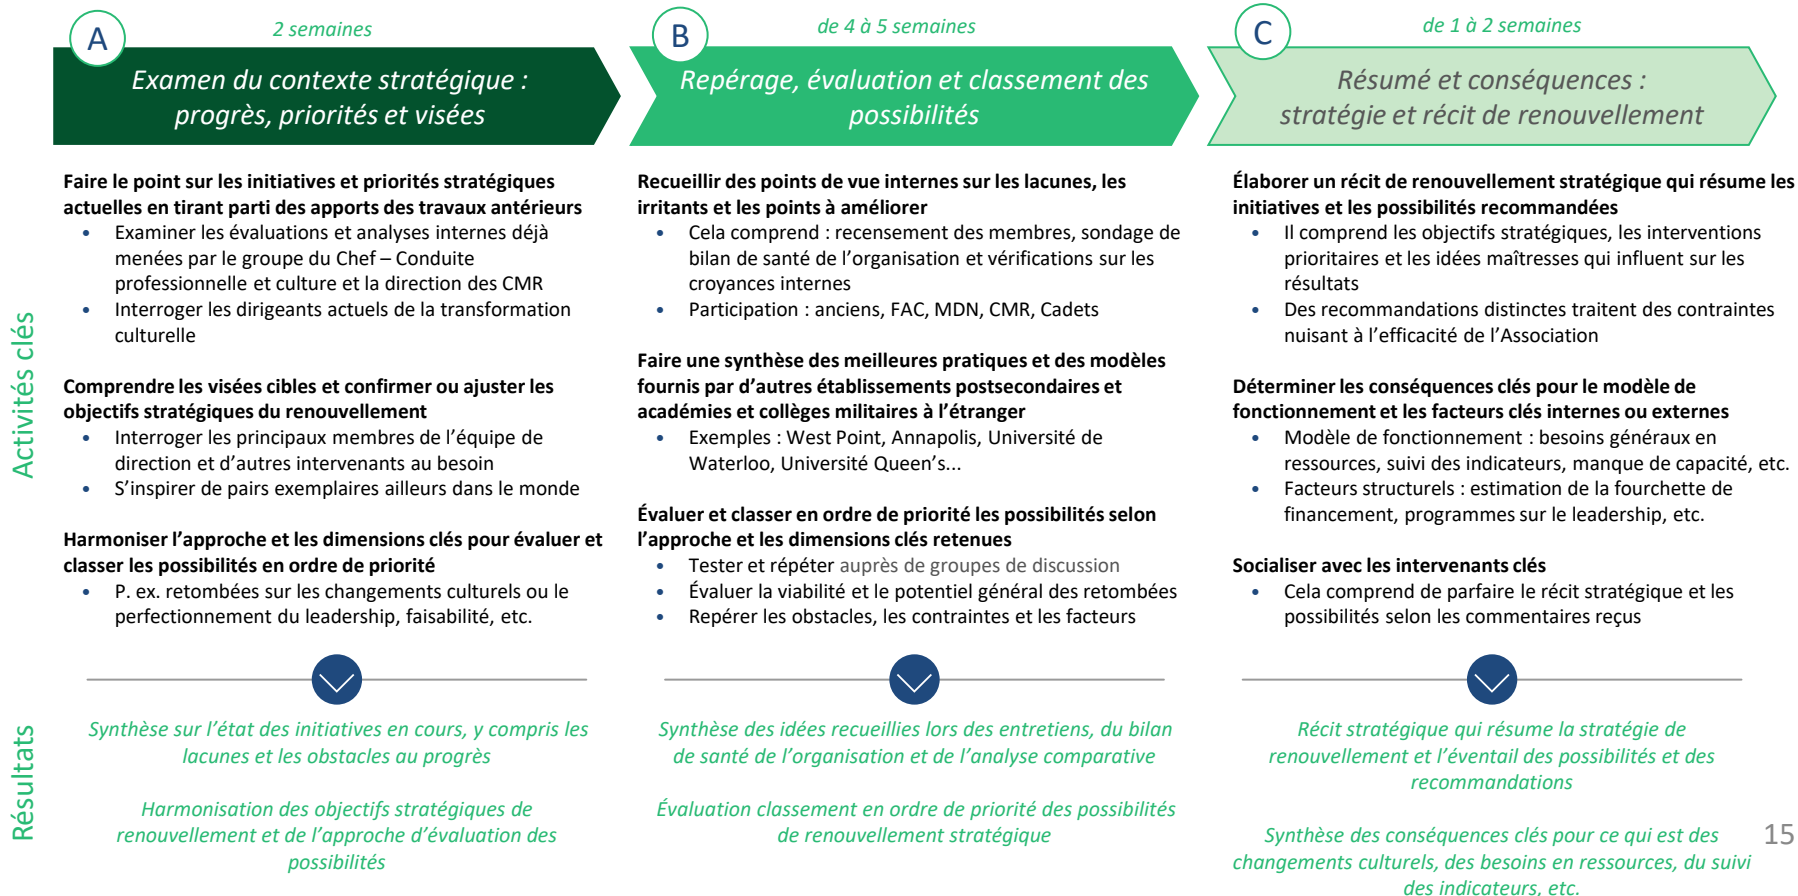 A
2 semaines
Examen du contexte stratégique :
progrès, priorités et visées
B
de 4 à 5 semaines
Repérage, évaluation et classement des
possibilités
C
de 1 à 2 semaines
Résumé et conséquences :
stratégie et récit de renouvellement
Activités clés
Faire le point sur les initiatives et priorités stratégiques
actuelles en tirant parti des apports des travaux antérieurs
• Examiner les évaluations et analyses internes déjà
menées par le groupe du Chef – Conduite
professionnelle et culture et la direction des CMR
• Interroger les dirigeants actuels de la transformation
culturelle
Comprendre les visées cibles et confirmer ou ajuster les
objectifs stratégiques du renouvellement
• Interroger les principaux membres de l’équipe de
direction et d’autres intervenants au besoin
• S’inspirer de pairs exemplaires ailleurs dans le monde
Harmoniser l’approche et les dimensions clés pour évaluer et
classer les possibilités en ordre de priorité
• P. ex. retombées sur les changements culturels ou le
perfectionnement du leadership, faisabilité, etc.
Recueillir des points de vue internes sur les lacunes, les
irritants et les points à améliorer
• Cela comprend : recensement des membres, sondage de
bilan de santé de l’organisation et vérifications sur les
croyances internes
• Participation : anciens, FAC, MDN, CMR, Cadets
Faire une synthèse des meilleures pratiques et des modèles
fournis par d’autres établissements postsecondaires et
académies et collèges militaires à l’étranger
• Exemples : West Point, Annapolis, Université de
Waterloo, Université Queen’s...
Évaluer et classer en ordre de priorité les possibilités selon
l’approche et les dimensions clés retenues
• Tester et répéter auprès de groupes de discussion
• Évaluer la viabilité et le potentiel général des retombées
• Repérer les obstacles, les contraintes et les facteurs
Élaborer un récit de renouvellement stratégique qui résume les
initiatives et les possibilités recommandées
• Il comprend les objectifs stratégiques, les interventions
prioritaires et les idées maîtresses qui influent sur les
résultats
• Des recommandations distinctes traitent des contraintes
nuisant à l’efficacité de l’Association
Déterminer les conséquences clés pour le modèle de
fonctionnement et les facteurs clés internes ou externes
• Modèle de fonctionnement : besoins généraux en
ressources, suivi des indicateurs, manque de capacité, etc.
• Facteurs structurels : estimation de la fourchette de
financement, programmes sur le leadership, etc.
Socialiser avec les intervenants clés
• Cela comprend de parfaire le récit stratégique et les
possibilités selon les commentaires reçus
Résultats
Synthèse sur l’état des initiatives en cours, y compris les
lacunes et les obstacles au progrès
Harmonisation des objectifs stratégiques de
renouvellement et de l’approche d’évaluation des
possibilités
Synthèse des idées recueillies lors des entretiens, du bilan
de santé de l’organisation et de l’analyse comparative
Évaluation classement en ordre de priorité des possibilités
de renouvellement stratégique
Récit stratégique qui résume la stratégie de
renouvellement et l’éventail des possibilités et des
recommandations
Synthèse des conséquences clés pour ce qui est des
changements culturels, des besoins en ressources, du suivi
des indicateurs, etc.
15